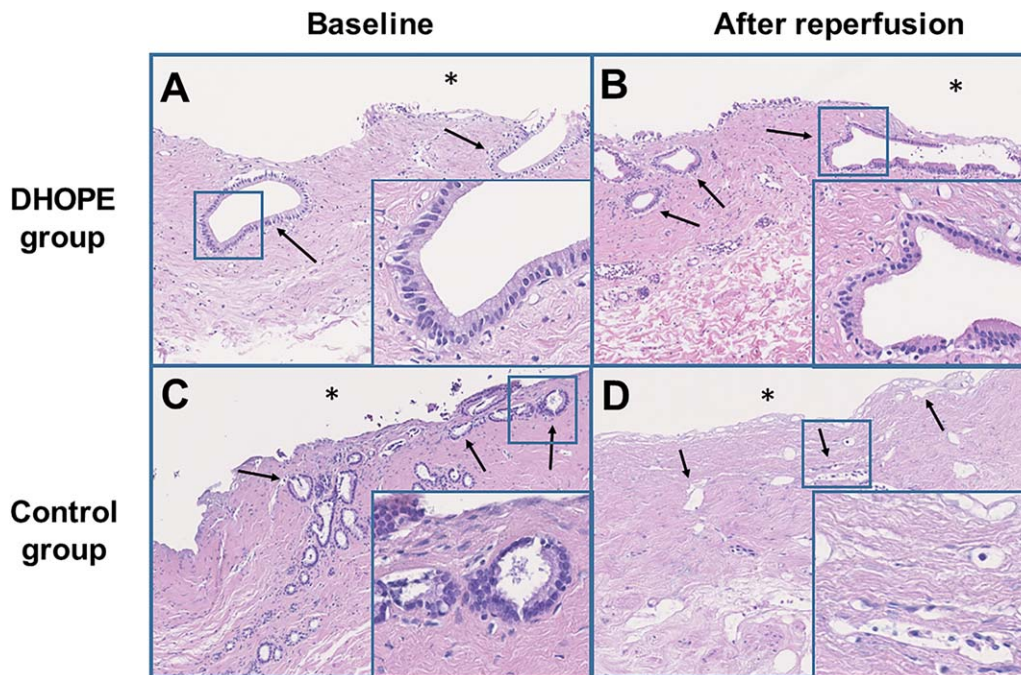 Baseline
After reperfusion
DHOPE
group
A
*
B
*
Control
group
C
*
D
*